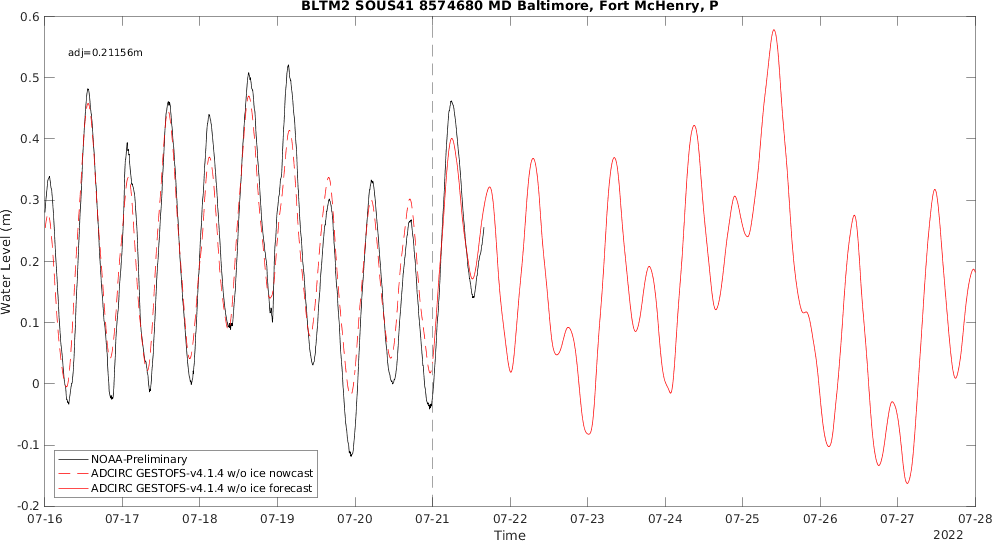 BLTM2 SOUS41 8574680 MD Baltimore, Fort McHenry, P
adj=0.21156m
0.6
0.5
0.4
0.3
0.2
0.1
0
-0.1
-0.2
Water Level (m)
NOAA-Preliminary
ADCIRC GESTOFS-v4.1.4 w/o ice nowcast
ADCIRC GESTOFS-v4.1.4 w/o ice forecast
07-16 07-17 07-18 07-19 07-20 07-21 07-22 07-23 07-24 07-25 07-26 07-27 07-28
Time
2022